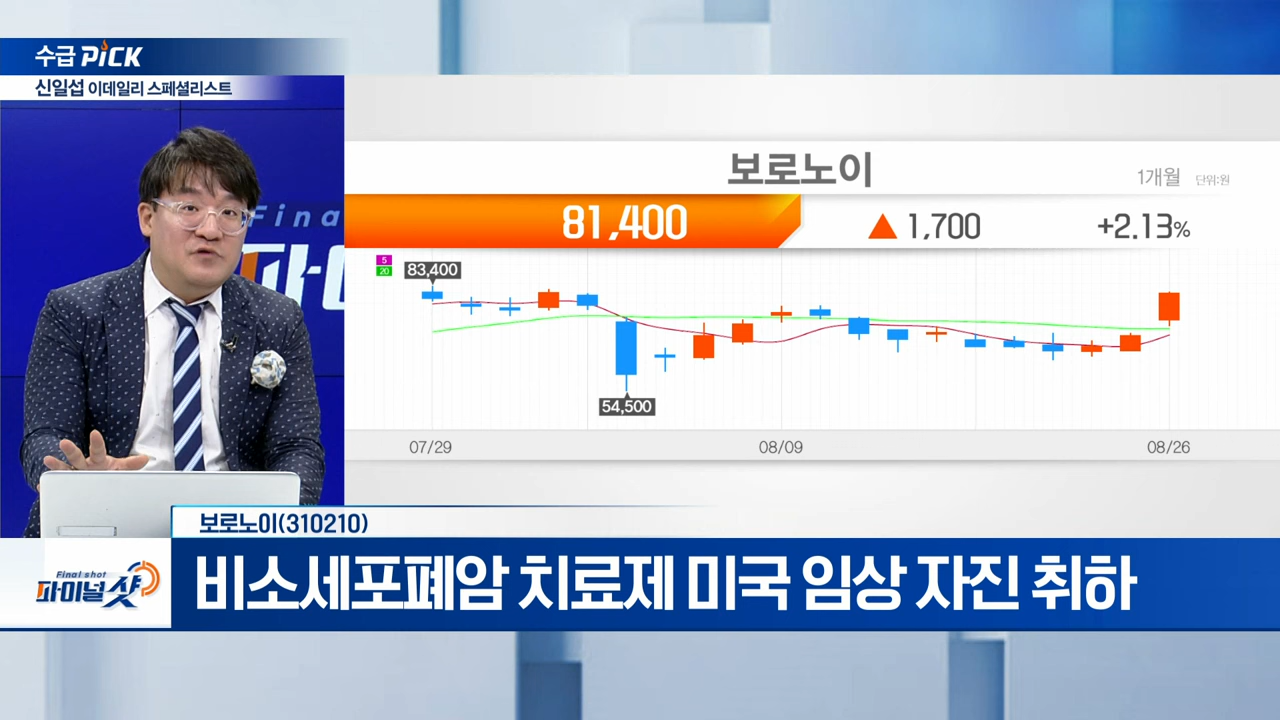 수급 PICK
신일섭 이데일리 스페셜리스트
Fina
파이
보로노이
1개월 단위:원
81,400 ▲ 1,700 +2.13%
5
20
83,400
54,500
07/29 08/09 08/26
보로노이(310210)
Final shot
파이널샷
비소세포폐암 치료제 미국 임상 자진 취하